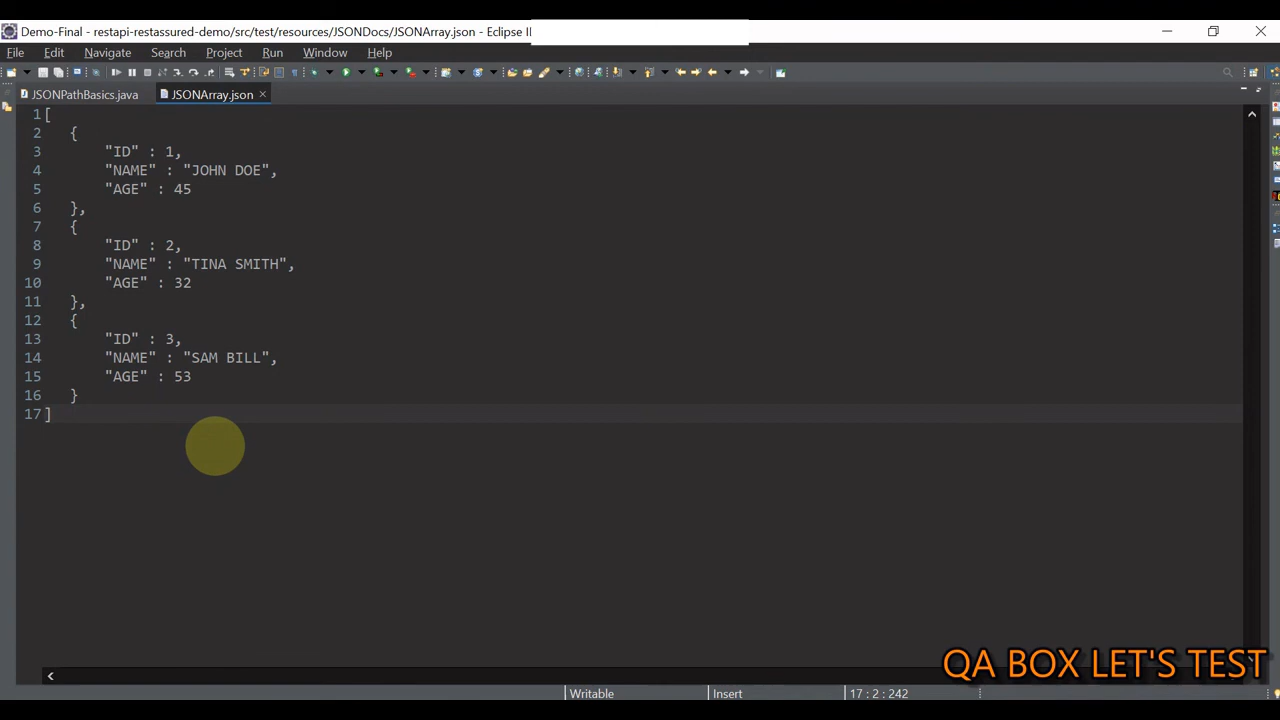 Demo-Final - restapi-restassured-demo/src/test/resources/JSONDocs/JSONArray.json - Eclipse
File Edit Navigate Search Project Run Window Help
JSONPathBasics.java JSONArray.json
1 [
2 {
3 "ID" : 1,
4 "NAME" : "JOHN DOE",
5 "AGE" : 45
6 },
7 {
8 "ID" : 2,
9 "NAME" : "TINA SMITH",
10 "AGE" : 32
11 },
12 {
13 "ID" : 3,
14 "NAME" : "SAM BILL",
15 "AGE" : 53
16 }
17 ]
QA BOX LET'S TEST
Writable Insert 17 : 2 : 242